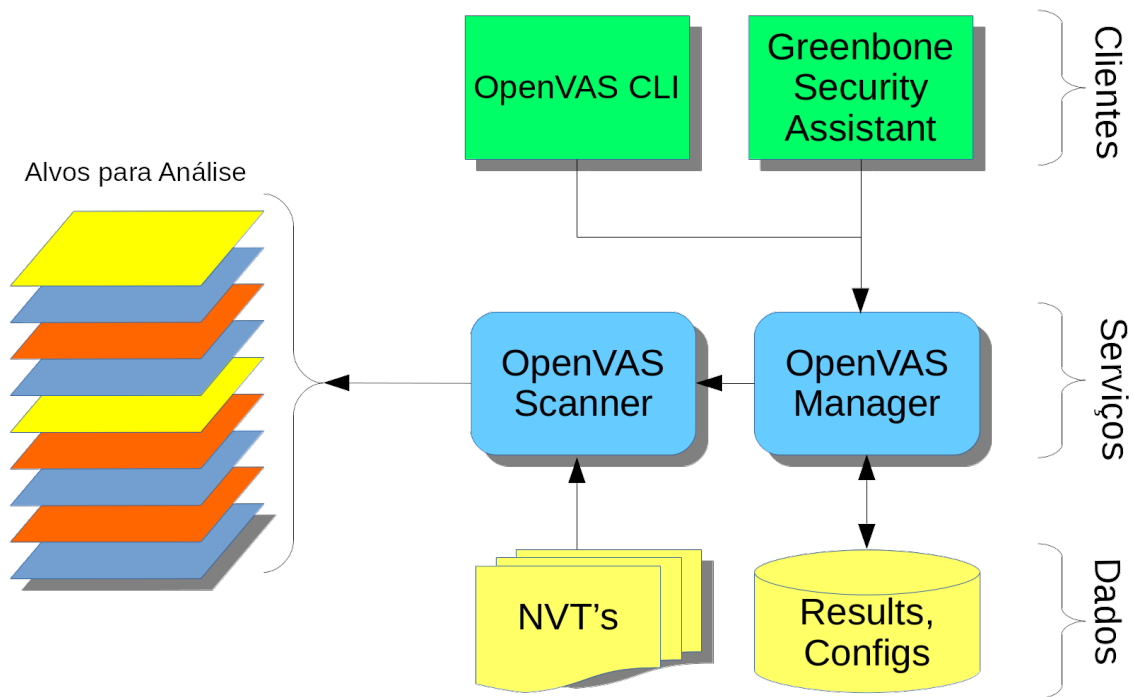 OpenVAS CLI
Greenbone
Security
Assistant
Clientes
Alvos para Análise
OpenVAS
Scanner
OpenVAS
Manager
Serviços
NVT’s
Results,
Configs
Dados